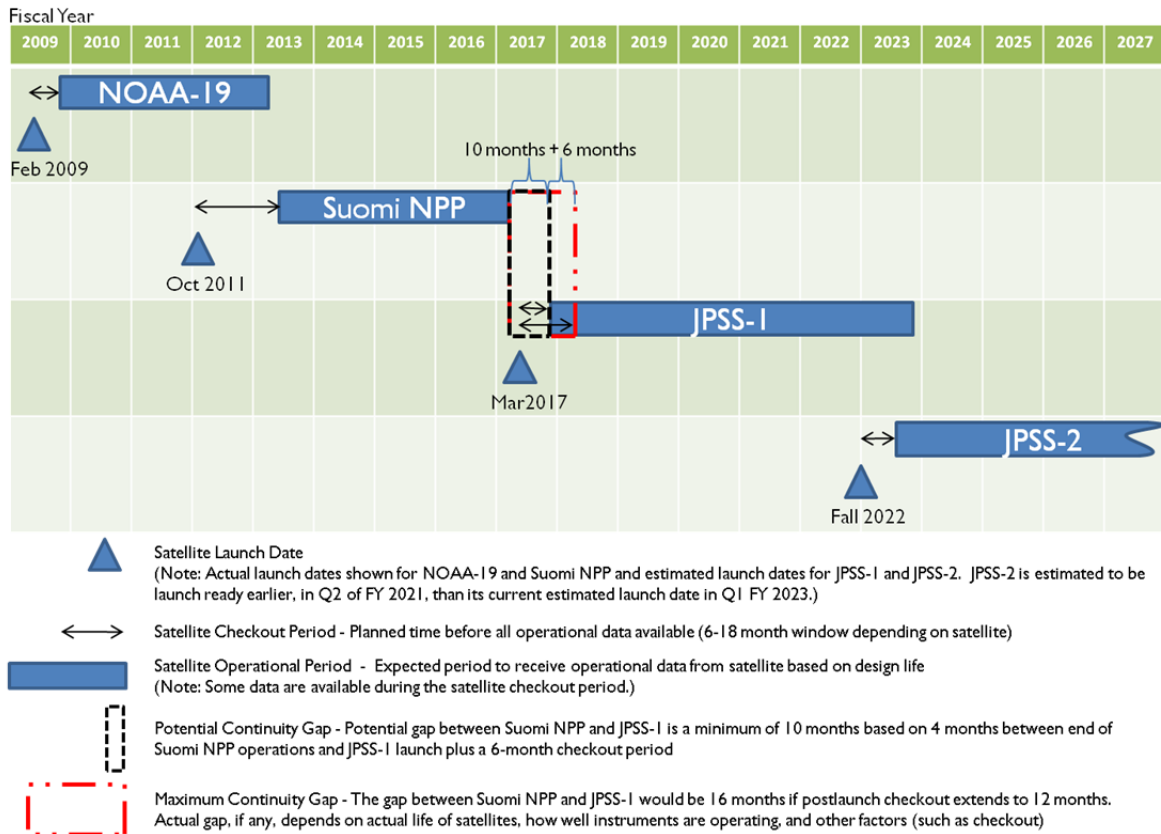 Fiscal Year
2009 2010 2011 2012 2013 2014 2015 2016 2017 2018 2019 2020 2021 2022 2023 2024 2025 2026 2027
NOAA-19
Feb 2009
10 months + 6 months
Suomi NPP
Oct 2011
JPSS-1
Mar2017
JPSS-2
Fall 2022
Satellite Launch Date
(Note: Actual launch dates shown for NOAA-19 and Suomi NPP and estimated launch dates for JPSS-1 and JPSS-2. JPSS-2 is estimated to be
launch ready earlier, in Q2 of FY 2021, than its current estimated launch date in Q1 FY 2023.)
Satellite Checkout Period - Planned time before all operational data available (6-18 month window depending on satellite)
Satellite Operational Period - Expected period to receive operational data from satellite based on design life
(Note: Some data are available during the satellite checkout period.)
Potential Continuity Gap - Potential gap between Suomi NPP and JPSS-1 is a minimum of 10 months based on 4 months between end of
Suomi NPP operations and JPSS-1 launch plus a 6-month checkout period
Maximum Continuity Gap - The gap between Suomi NPP and JPSS-1 would be 16 months if postlaunch checkout extends to 12 months.
Actual gap, if any, depends on actual life of satellites, how well instruments are operating, and other factors (such as checkout)